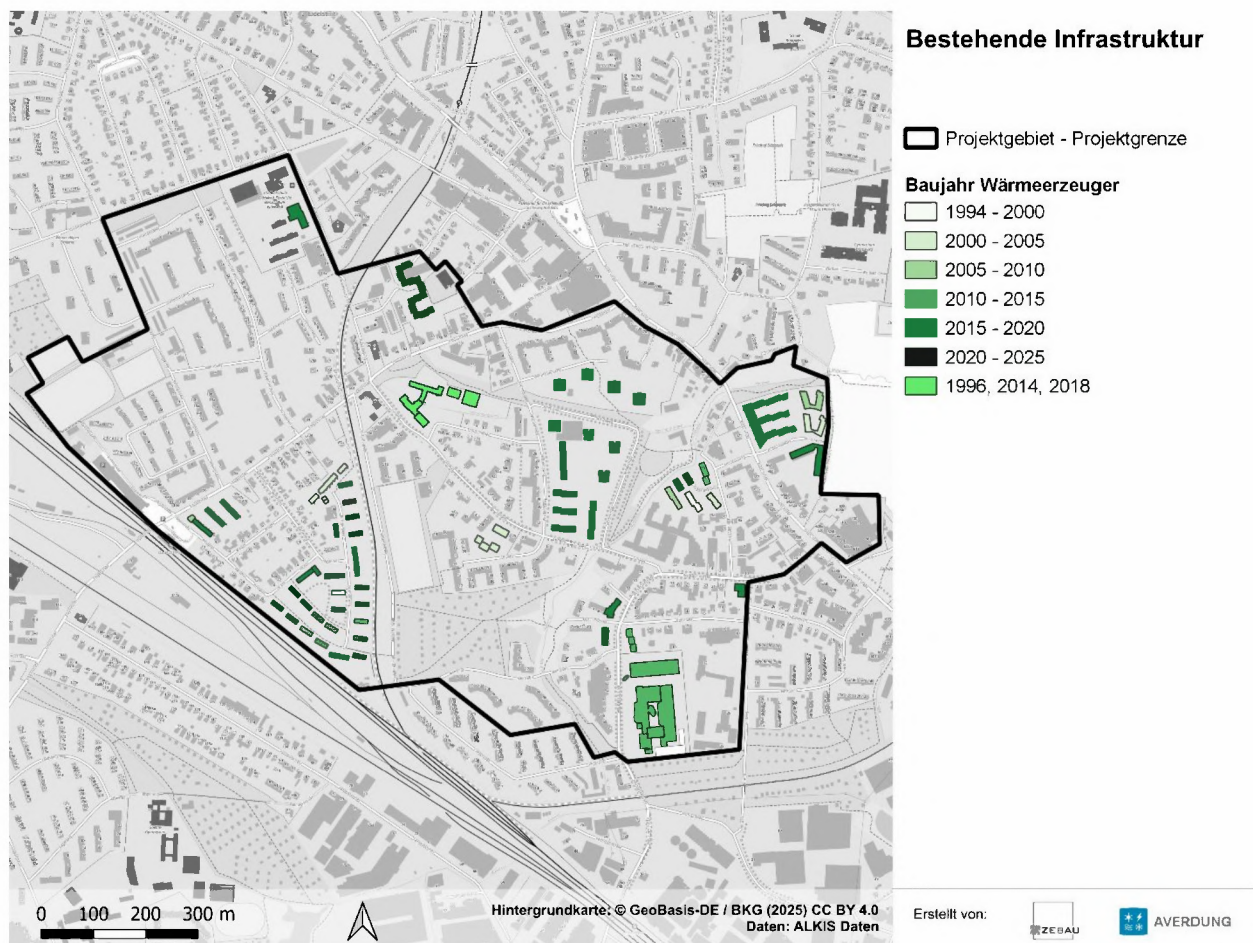 Bestehende Infrastruktur
Projektgebiet - Projektgrenze
Baujahr Wärmeerzeuger
1994 - 2000
2000 - 2005
2005 - 2010
2010 - 2015
2015 - 2020
2020 - 2025
1996, 2014, 2018
0 100 200 300 m
Hintergrundkarte: © GeoBasis-DE / BKG (2025) CC BY 4.0
Daten: ALKIS Daten
Erstellt von:
ZEBAU
AVERDUNG